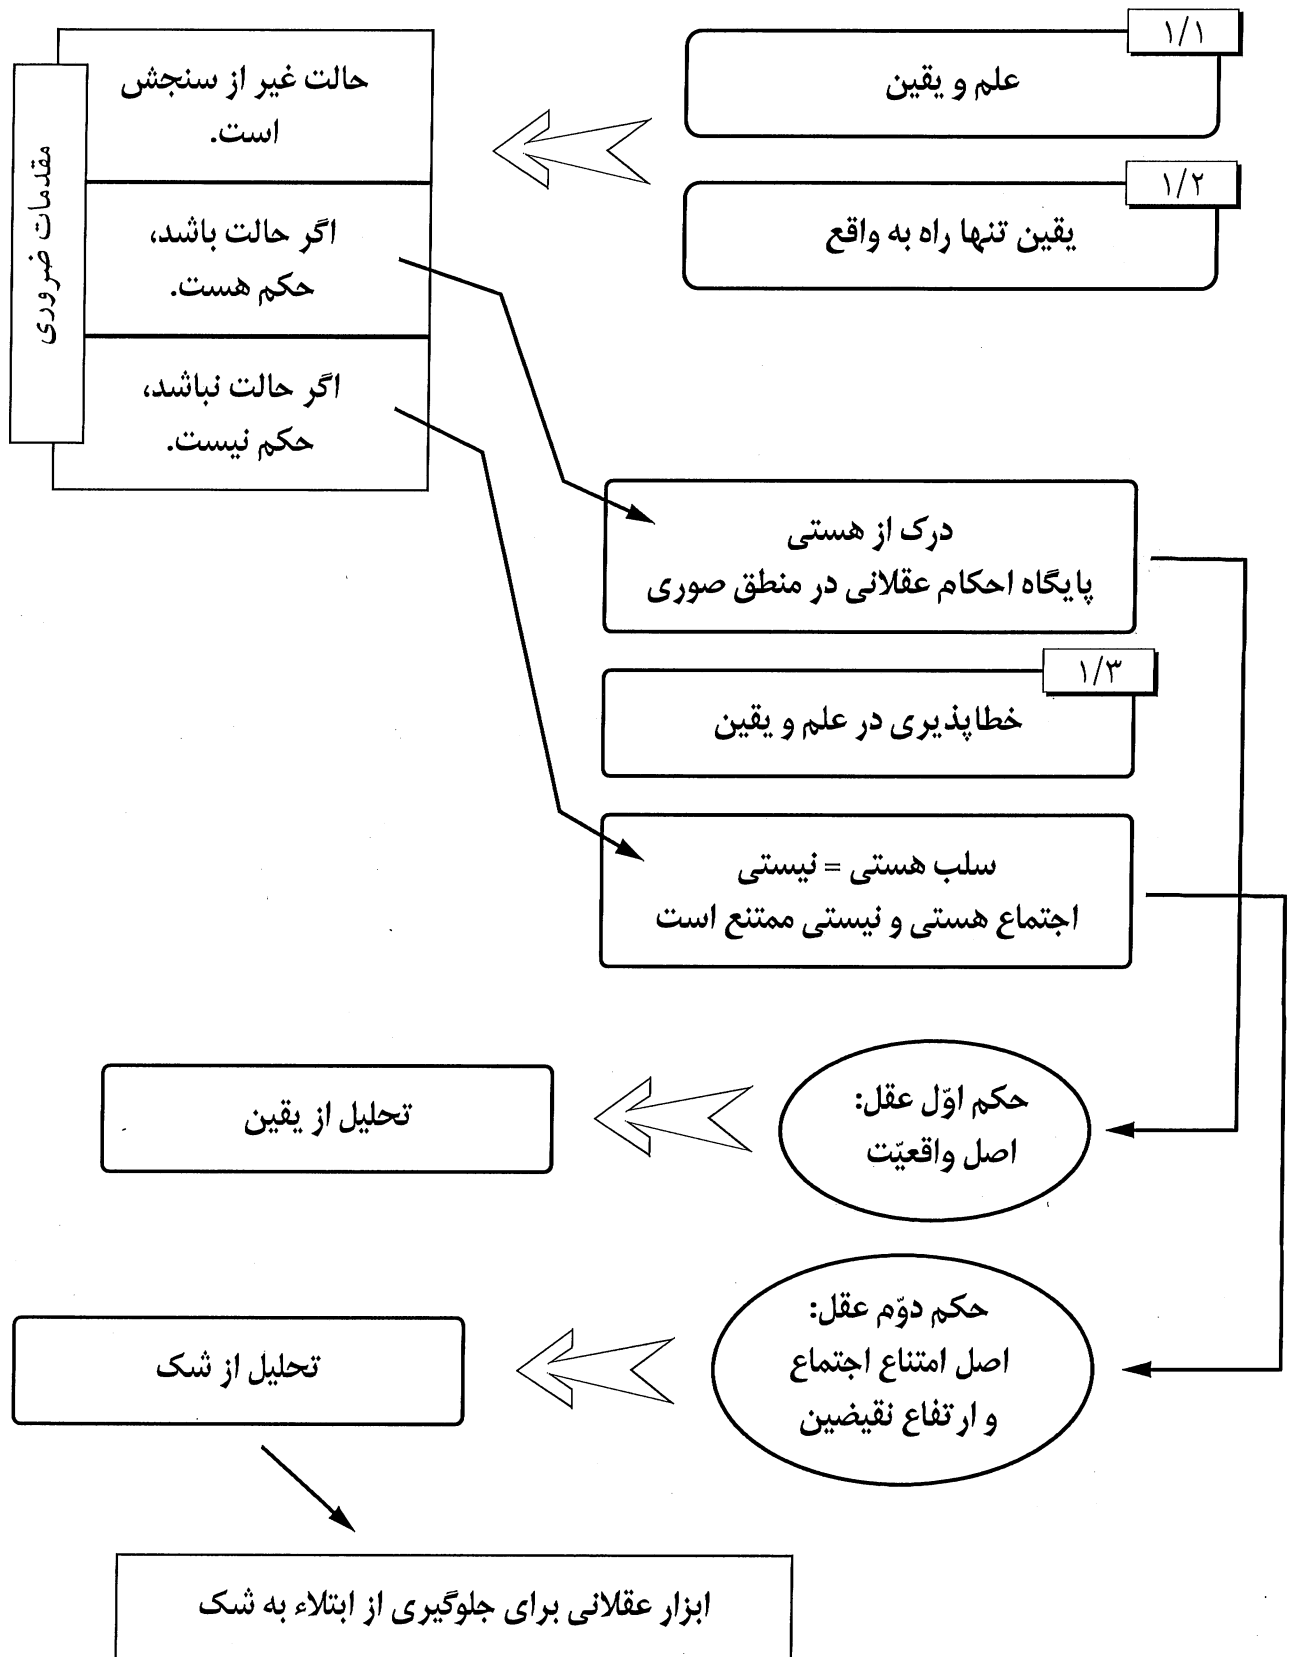 ۱/۱
علم و یقین
۱/۲
یقین تنها راه به واقع
مقدمات ضروری
حالت غیر از سنجش
است.
اگر حالت باشد،
حکم هست.
اگر حالت نباشد،
حکم نیست.
درک از هستی
پایگاه احکام عقلانی در منطق صوری
۱/۳
خطاپذیری در علم و یقین
سلب هستی = نیستی
اجتماع هستی و نیستی ممتنع است
حکم اوّل عقل:
اصل واقعیّت
تحلیل از یقین
حکم دوّم عقل:
اصل امتناع اجتماع
و ارتفاع نقیضین
تحلیل از شک
ابزار عقلانی برای جلوگیری از ابتلاء به شک